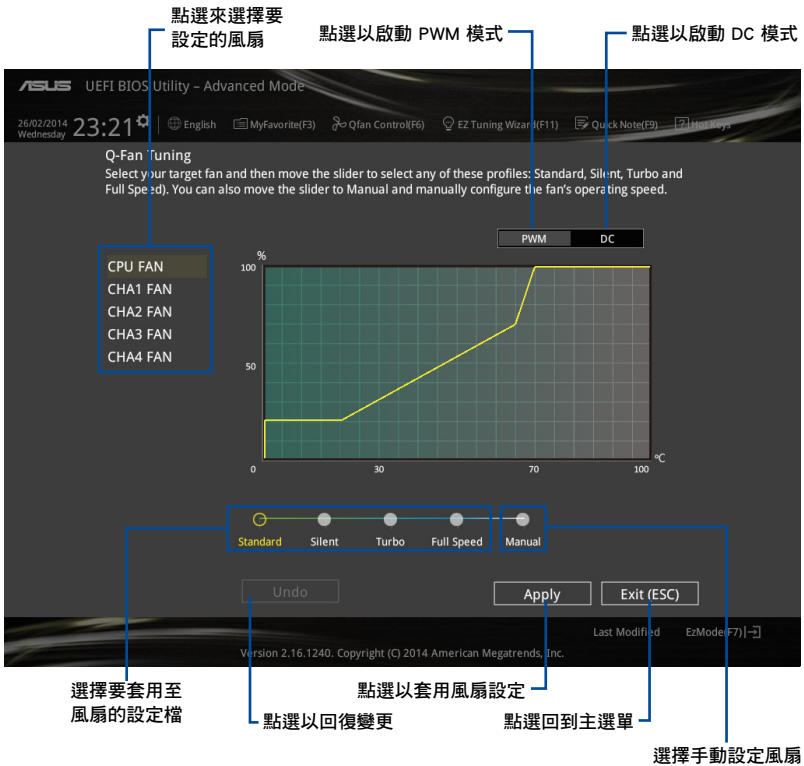 點選來選擇要
設定的風扇
點選以啟動 PWM 模式
點選以啟動 DC 模式
ASUS UEFI BIOS Utility – Advanced Mode
26/02/2014
Wednesday
23:21
English
MyFavorite(F3)
Qfan Control(F6)
EZ Tuning Wizard(F11)
Quick Note(F9)
? Hot Keys
Q-Fan Tuning
Select your target fan and then move the slider to select any of these profiles: Standard, Silent, Turbo and
Full Speed). You can also move the slider to Manual and manually configure the fan's operating speed.
PWM
DC
CPU FAN
CHA1 FAN
CHA2 FAN
CHA3 FAN
CHA4 FAN
%
100
50
0
30
70
100
°C
Standard
Silent
Turbo
Full Speed
Manual
Undo
Apply
Exit (ESC)
Last Modified
EzMode(F7)
Version 2.16.1240. Copyright (C) 2014 American Megatrends, Inc.
選擇要套用至
風扇的設定檔
點選以回復變更
點選以套用風扇設定
點選回到主選單
選擇手動設定風扇